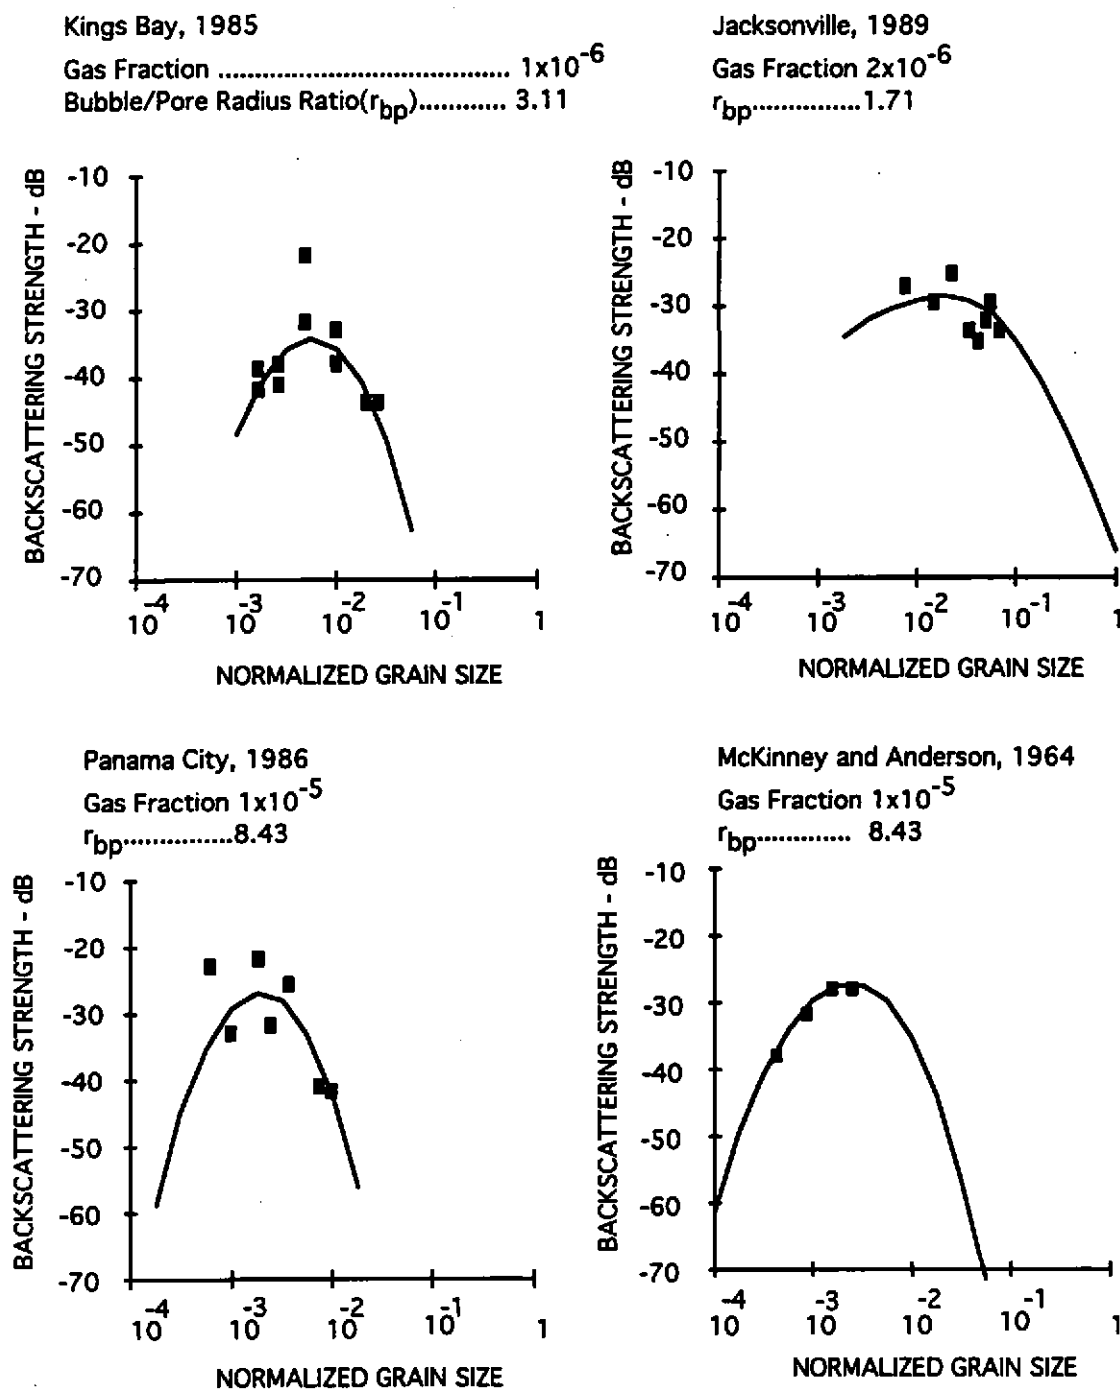 Kings Bay, 1985
Gas Fraction .................................... 1x10^-6
Bubble/Pore Radius Ratio(r_bp)............ 3.11
BACKSCATTERING STRENGTH - dB
-10
-20
-30
-40
-50
-60
-70
10^-4 10^-3 10^-2 10^-1 1
NORMALIZED GRAIN SIZE
Jacksonville, 1989
Gas Fraction 2x10^-6
r_bp...............1.71
BACKSCATTERING STRENGTH - dB
-10
-20
-30
-40
-50
-60
-70
10^-4 10^-3 10^-2 10^-1 1
NORMALIZED GRAIN SIZE
Panama City, 1986
Gas Fraction 1x10^-5
r_bp...............8.43
BACKSCATTERING STRENGTH - dB
-10
-20
-30
-40
-50
-60
-70
10^-4 10^-3 10^-2 10^-1 1
NORMALIZED GRAIN SIZE
McKinney and Anderson, 1964
Gas Fraction 1x10^-5
r_bp............. 8.43
BACKSCATTERING STRENGTH - dB
-10
-20
-30
-40
-50
-60
-70
10^-4 10^-3 10^-2 10^-1 1
NORMALIZED GRAIN SIZE